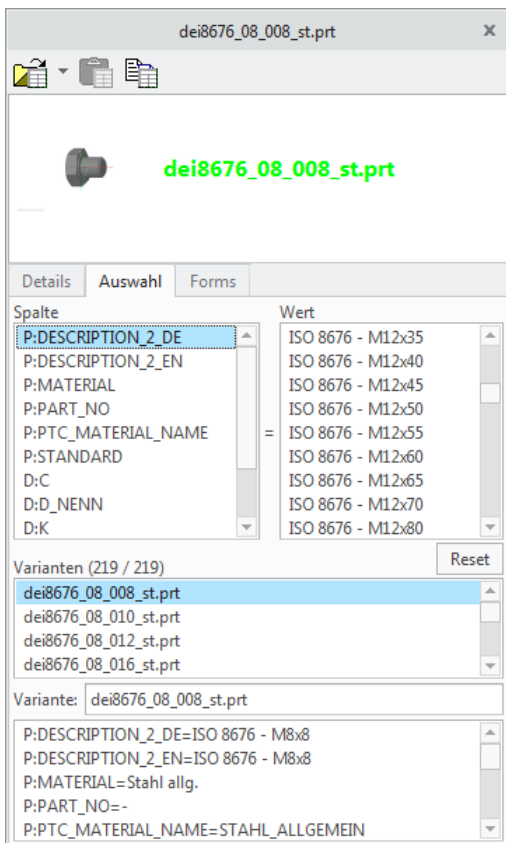 dei8676_08_008_st.prt x
dei8676_08_008_st.prt
Details Auswahl Forms
Spalte Wert
P:DESCRIPTION_2_DE ISO 8676 - M12x35
P:DESCRIPTION_2_EN ISO 8676 - M12x40
P:MATERIAL ISO 8676 - M12x45
P:PART_NO ISO 8676 - M12x50
P:PTC_MATERIAL_NAME = ISO 8676 - M12x55
P:STANDARD ISO 8676 - M12x60
D:C ISO 8676 - M12x65
D:D_NENN ISO 8676 - M12x70
D:K ISO 8676 - M12x80
Varianten (219 / 219) Reset
dei8676_08_008_st.prt
dei8676_08_010_st.prt
dei8676_08_012_st.prt
dei8676_08_016_st.prt
Variante: dei8676_08_008_st.prt
P:DESCRIPTION_2_DE=ISO 8676 - M8x8
P:DESCRIPTION_2_EN=ISO 8676 - M8x8
P:MATERIAL=Stahl allg.
P:PART_NO=-
P:PTC_MATERIAL_NAME=STAHL_ALLGEMEIN